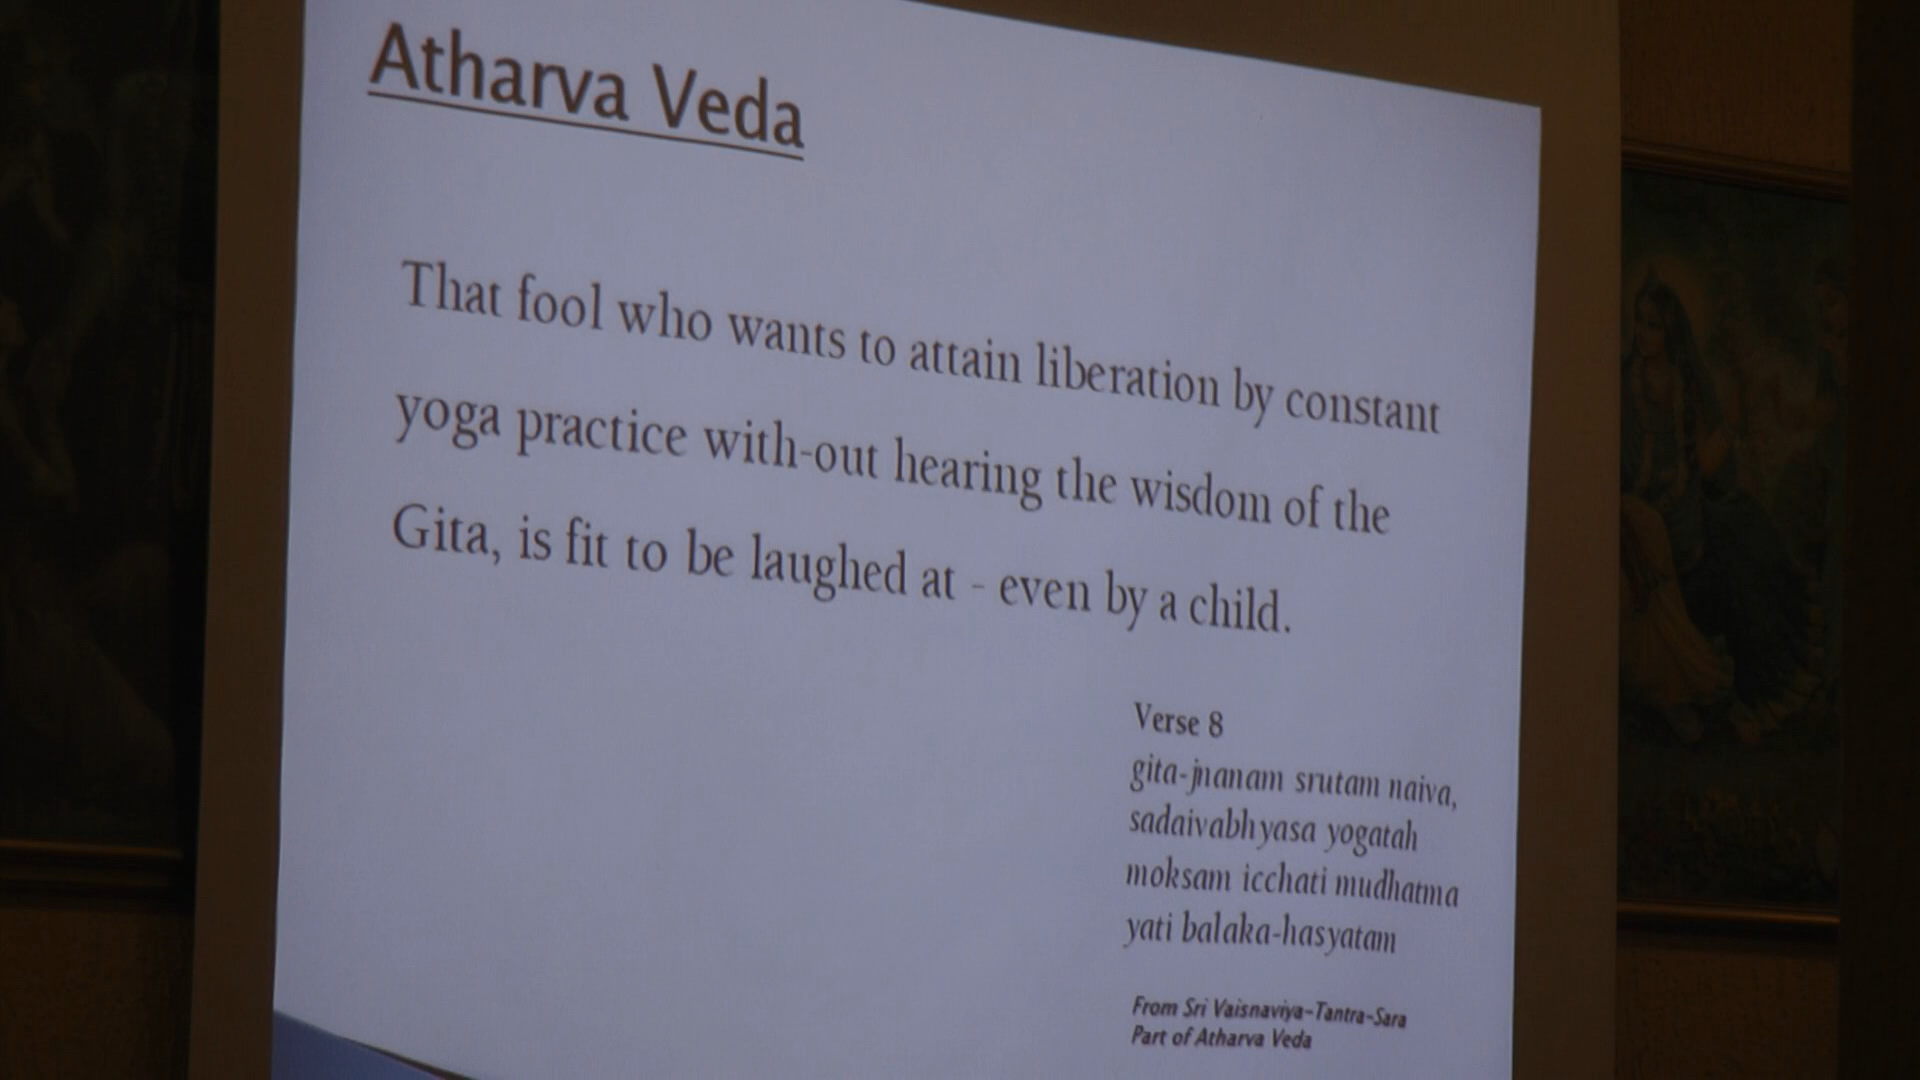 Atharva Veda
That fool who wants to attain liberation by constant
yoga practice with-out hearing the wisdom of the
Gita, is fit to be laughed at - even by a child.
Verse 8
gita-jnanam srutam naiva,
sadaivabhyasa yogatah
moksam icchati mudhatma
yati balaka-hasyatam
From Sri Vaisnaviya-Tantra-Sara
Part of Atharva Veda